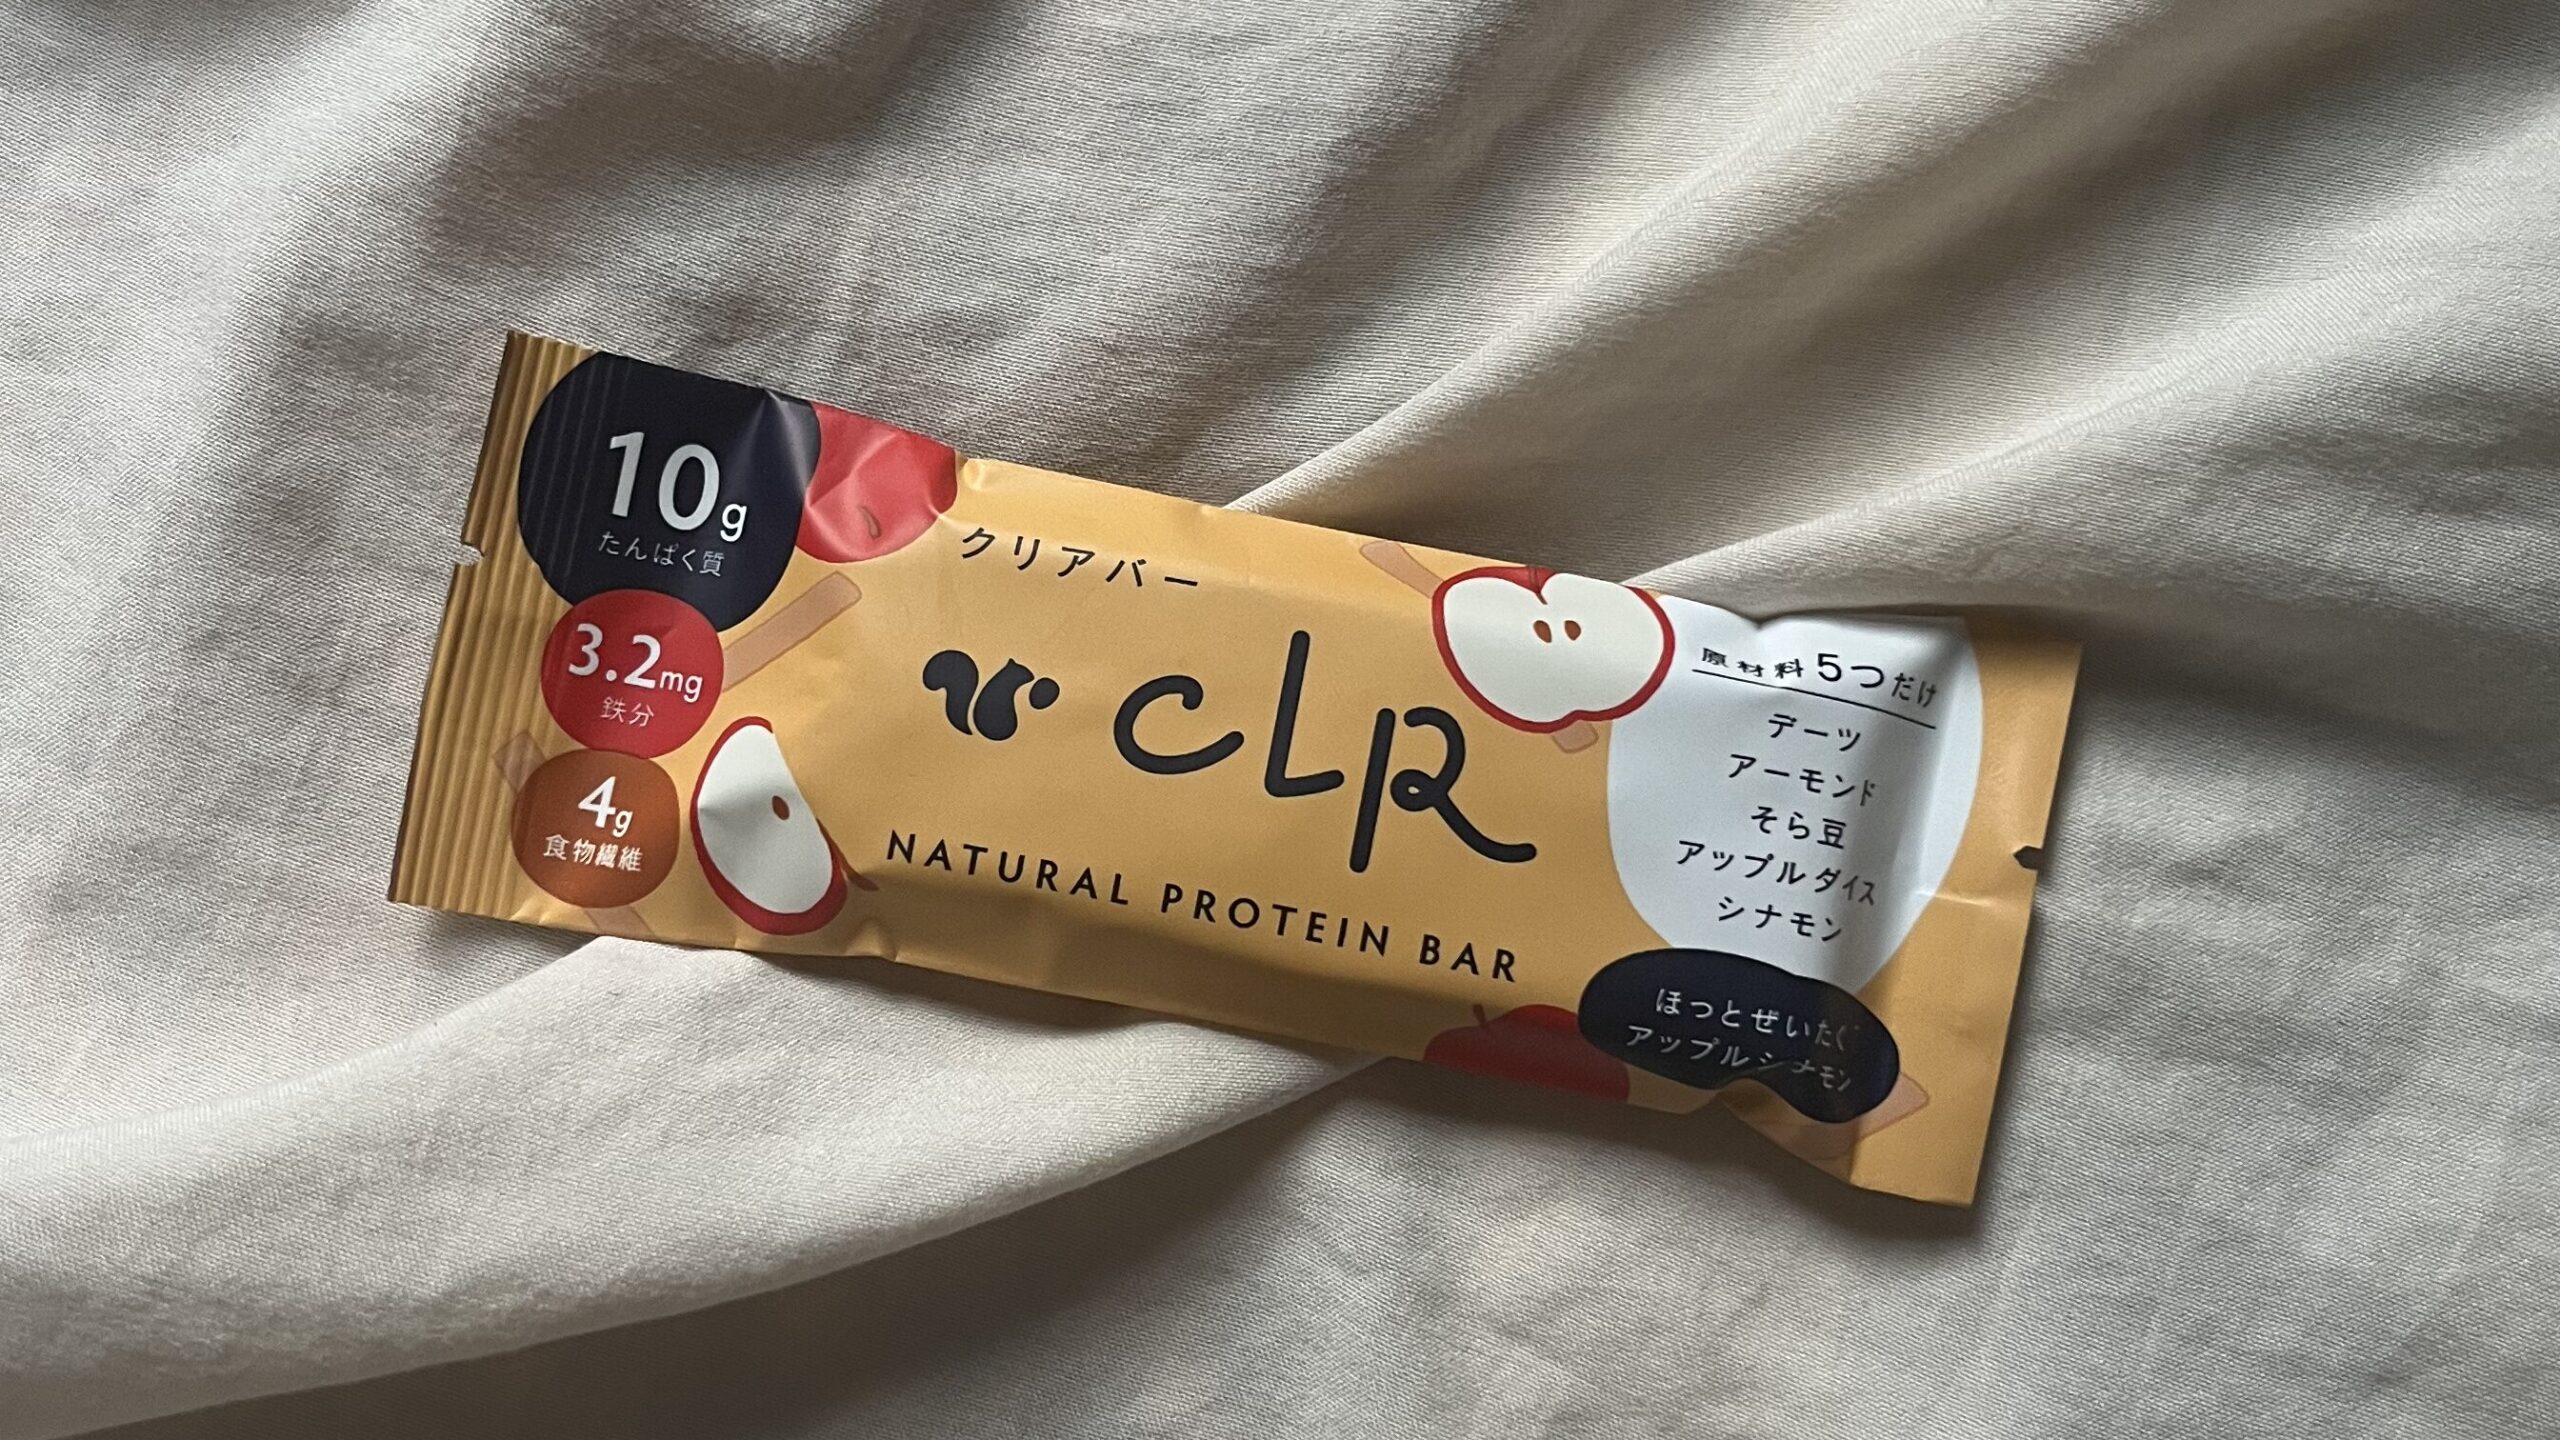 10g
たんぱく質
3.2mg
鉄分
4g
食物繊維
クリアバー
CLR
NATURAL PROTEIN BAR
原材料5つだけ
デーツ
アーモンド
そら豆
アップルダイス
シナモン
ほっとぜいたく
アップルシナモン